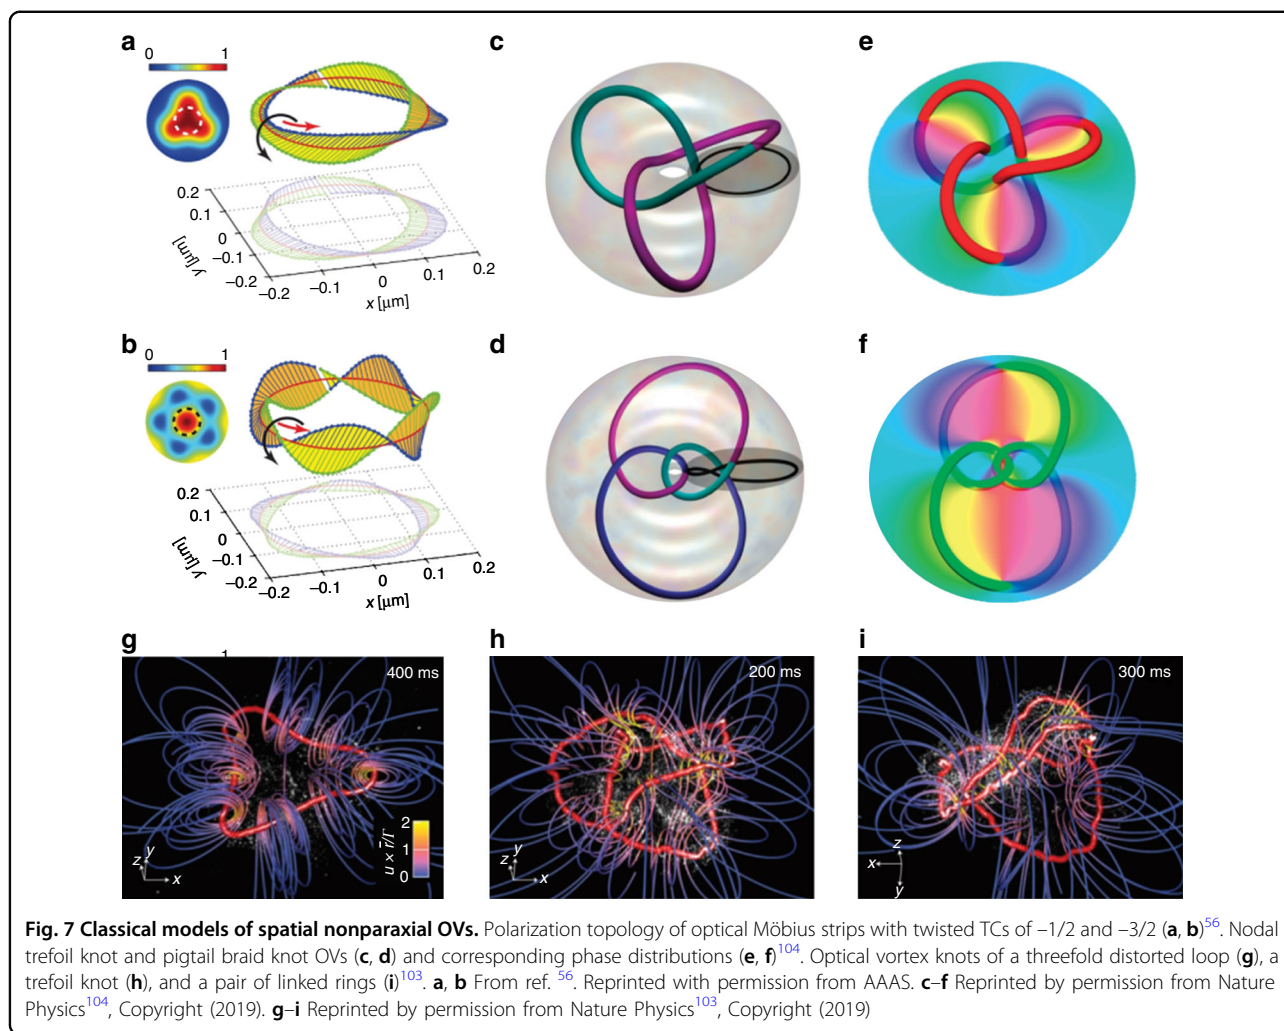 a
0 1
0.2
0.1
0
−0.1
−0.2
y [μm]
−0.2
−0.1
0
0.1
0.2
x [μm]
b
0 1
0.2
0.1
0
−0.1
−0.2
y [μm]
−0.2
−0.1
0
0.1
0.2
x [μm]
c
d
e
f
g
1
400 ms
2
1
0
u × r̄/Γ
y
z
x
h
200 ms
y
z
x
i
300 ms
z
x
y
Fig. 7 Classical models of spatial nonparaxial OVs. Polarization topology of optical Möbius strips with twisted TCs of −1/2 and −3/2 (a, b)56. Nodal
trefoil knot and pigtail braid knot OVs (c, d) and corresponding phase distributions (e, f)104. Optical vortex knots of a threefold distorted loop (g), a
trefoil knot (h), and a pair of linked rings (i)103. a, b From ref. 56. Reprinted with permission from AAAS. c–f Reprinted by permission from Nature
Physics104, Copyright (2019). g–i Reprinted by permission from Nature Physics103, Copyright (2019)